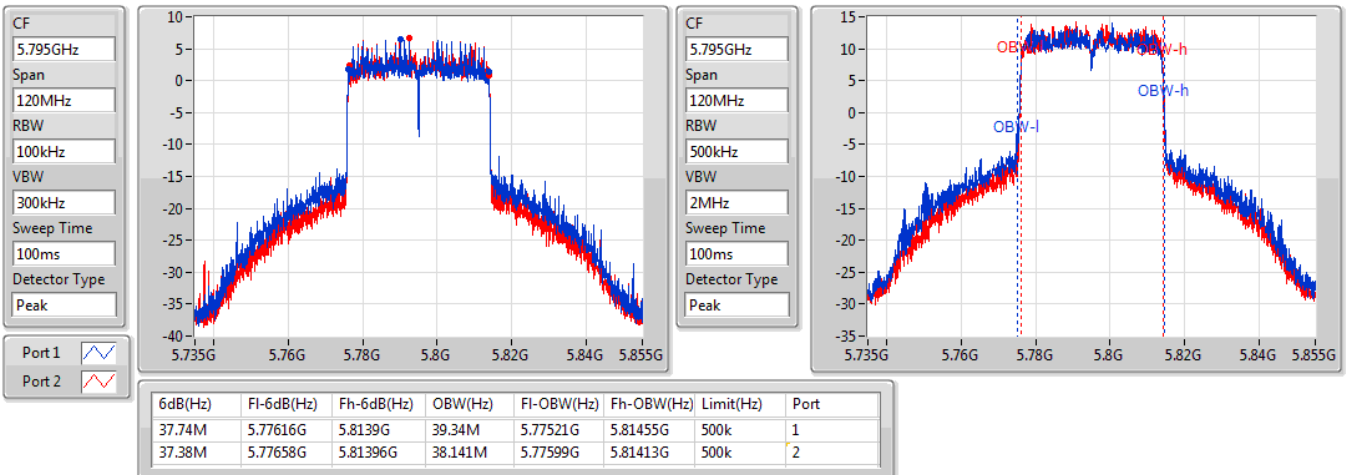 CF
5.795GHz
Span
120MHz
RBW
100kHz
VBW
300kHz
Sweep Time
100ms
Detector Type
Peak
Port 1
Port 2
10
5
0
-5
-10
-15
-20
-25
-30
-35
-40
5.735G 5.76G 5.78G 5.8G 5.82G 5.84G 5.855G
CF
5.795GHz
Span
120MHz
RBW
500kHz
VBW
2MHz
Sweep Time
100ms
Detector Type
Peak
15
10
5
0
-5
-10
-15
-20
-25
-30
-35
OBW-h
OBW-h
OBW-l
5.735G 5.76G 5.78G 5.8G 5.82G 5.84G 5.855G
6dB(Hz) Fl-6dB(Hz) Fh-6dB(Hz) OBW(Hz) Fl-OBW(Hz) Fh-OBW(Hz) Limit(Hz) Port
37.74M 5.77616G 5.8139G 39.34M 5.77521G 5.81455G 500k 1
37.38M 5.77658G 5.81396G 38.141M 5.77599G 5.81413G 500k 2